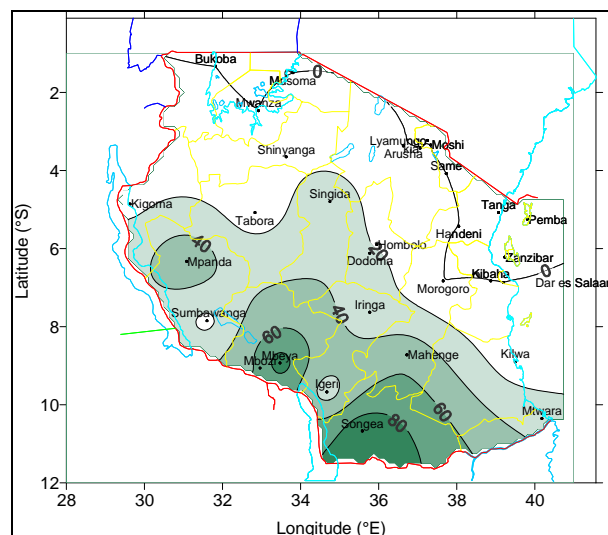 Bukoba
Musoma
0
2
Mwanza
Lyamungo
kia
Moshi
Shinyanga
Arusha
4
Same
Singida
Kigoma
Tanga
Tabora
Pemba
Handeni
40
20
Hombolo
6
Mpanda
Dodoma
Zanzibar
Kibaha
0
Morogoro
Dar es Salaar
Iringa
40
Sumbawanga
8
60
Mbeya
Mahenge
Kilwa
Mbozi
Igeri
10
60
Mtwara
Songea
80
12
28
30
32
34
36
38
40
Latitude (°S)
Longitude (°E)